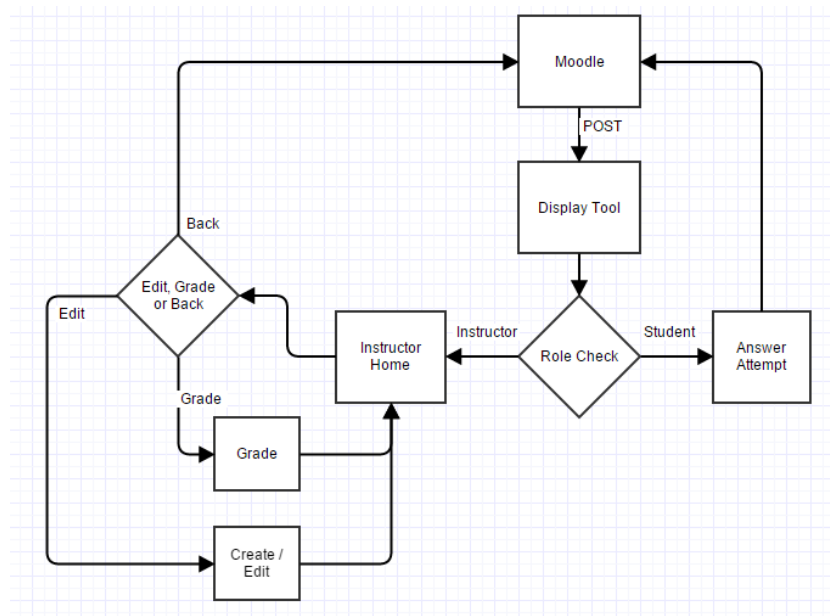 Moodle
POST
Display Tool
Back
Edit, Grade
or Back
Edit
Instructor
Home
Instructor
Role Check
Student
Answer
Attempt
Grade
Grade
Create /
Edit